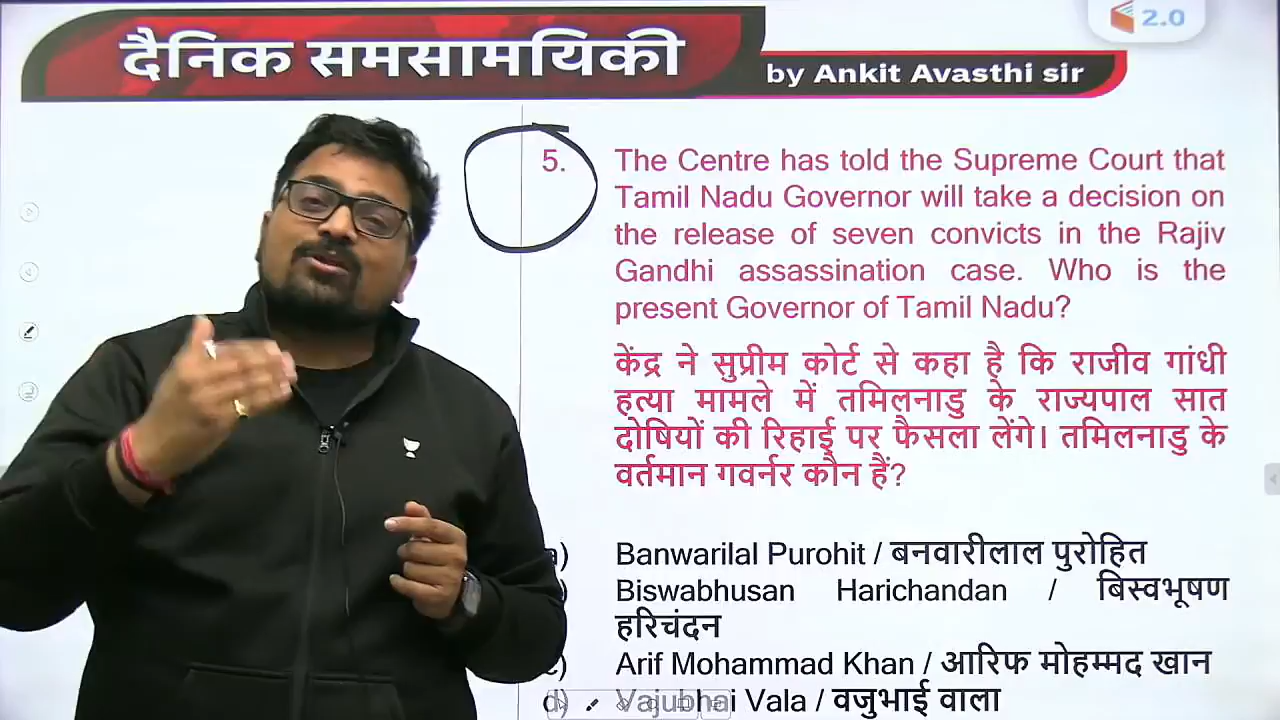 2.0
दैनिक समसामयिकी
by Ankit Avasthi sir
5. The Centre has told the Supreme Court that
Tamil Nadu Governor will take a decision on
the release of seven convicts in the Rajiv
Gandhi assassination case. Who is the
present Governor of Tamil Nadu?
केंद्र ने सुप्रीम कोर्ट से कहा है कि राजीव गांधी
हत्या मामले में तमिलनाडु के राज्यपाल सात
दोषियों की रिहाई पर फैसला लेंगे। तमिलनाडु के
वर्तमान गवर्नर कौन हैं?
a) Banwarilal Purohit / बनवारीलाल पुरोहित
) Biswabhusan Harichandan / बिस्वभूषण
हरिचंदन
c) Arif Mohammad Khan / आरिफ मोहम्मद खान
d) Vajubhai Vala / वजुभाई वाला